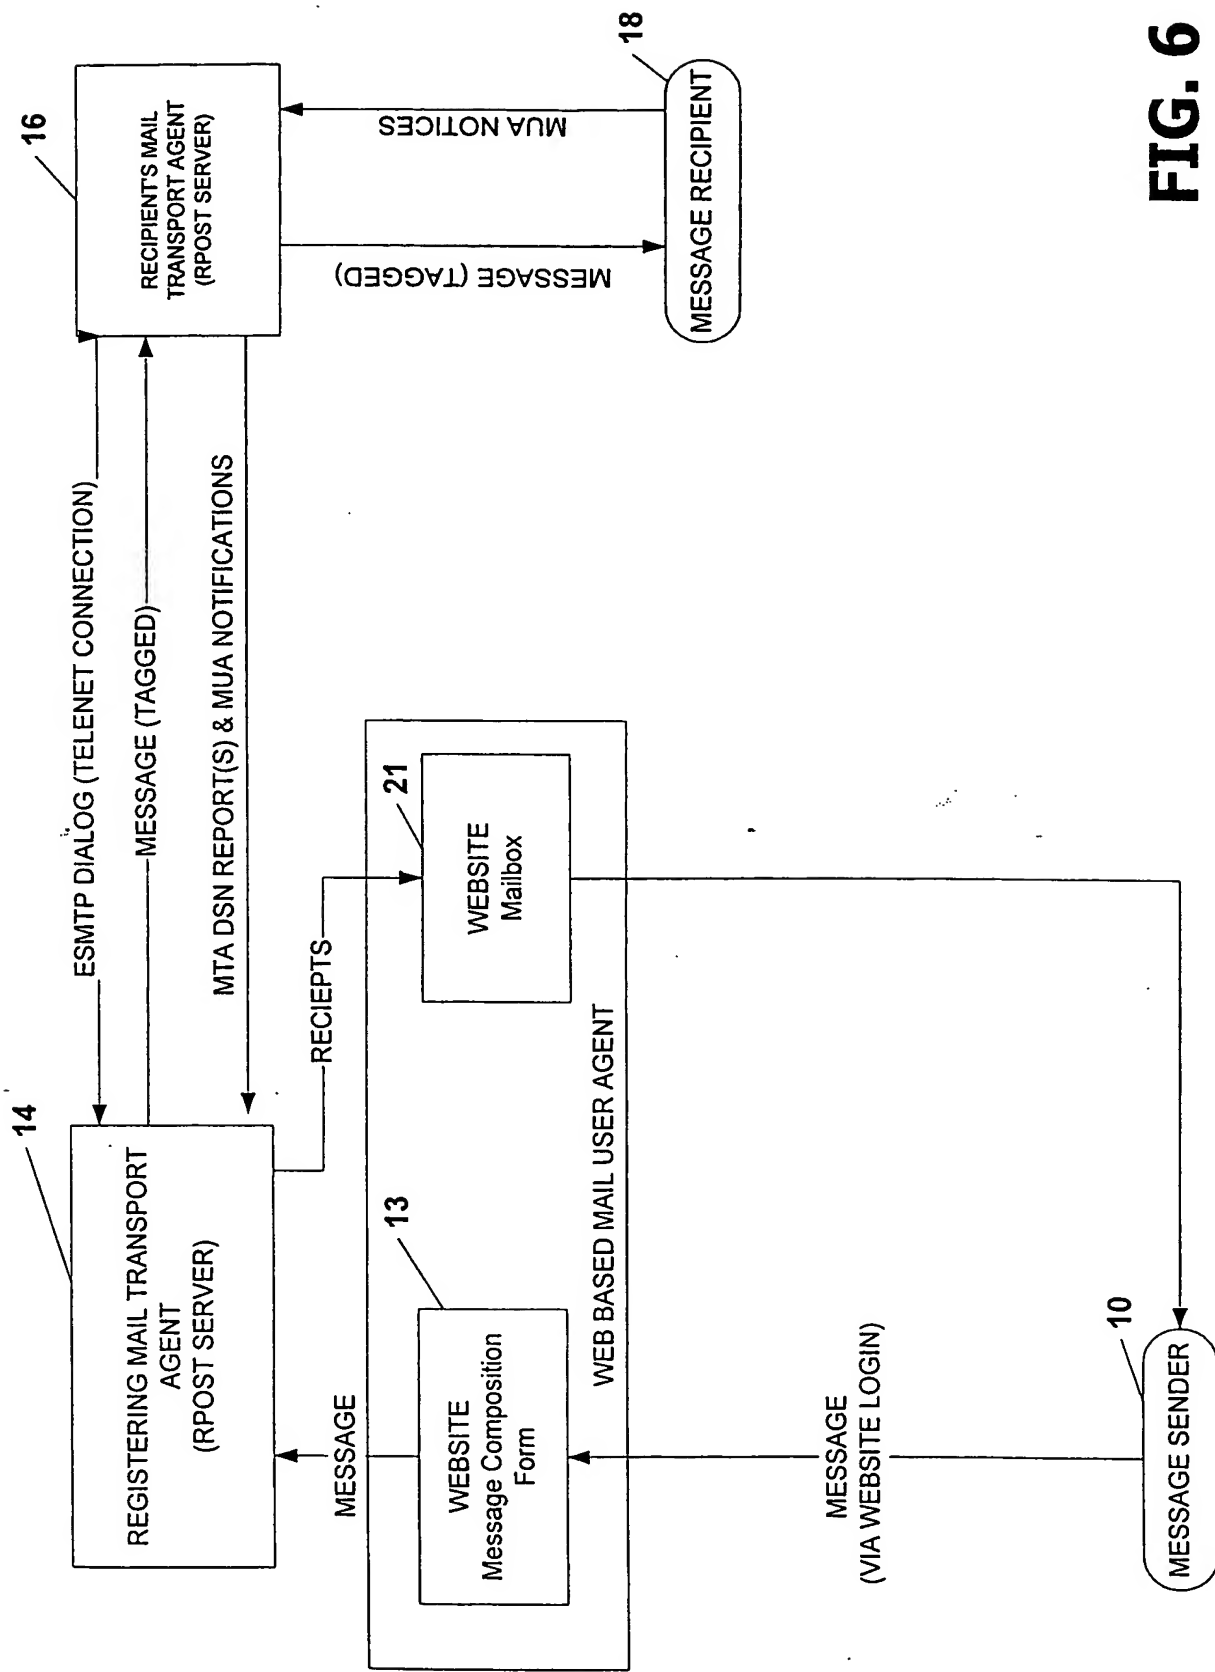 14
REGISTERING MAIL TRANSPORT
AGENT
(RPOST SERVER)
ESMTP DIALOG (TELENET CONNECTION)
MESSAGE (TAGGED)
MTA DSN REPORT(S) & MUA NOTIFICATIONS
16
RECIPIENT'S MAIL
TRANSPORT AGENT
(RPOST SERVER)
MESSAGE
RECIEPTS
MESSAGE (TAGGED)
MUA NOTICES
13
WEBSITE
Message Composition
Form
21
WEBSITE
Mailbox
WEB BASED MAIL USER AGENT
18
MESSAGE RECIPIENT
MESSAGE
(VIA WEBSITE LOGIN)
10
MESSAGE SENDER
FIG. 6